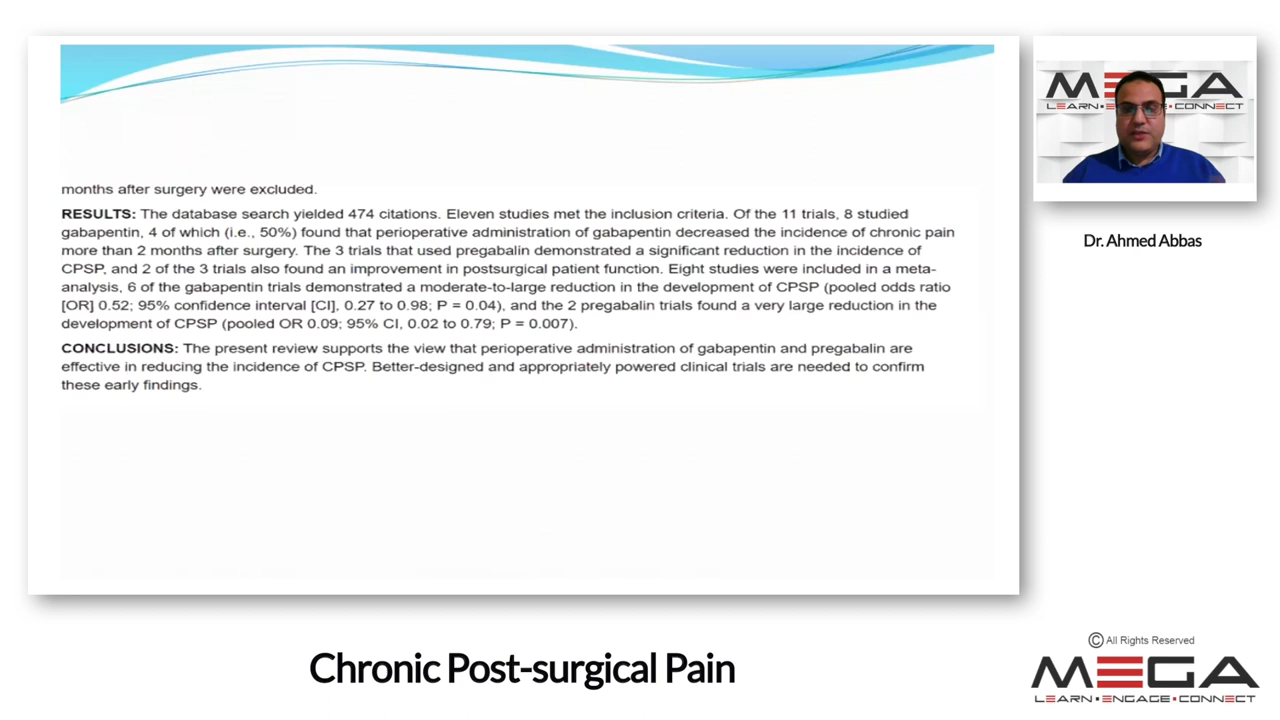 months after surgery were excluded.
RESULTS: The database search yielded 474 citations. Eleven studies met the inclusion criteria. Of the 11 trials, 8 studied
gabapentin, 4 of which (i.e., 50%) found that perioperative administration of gabapentin decreased the incidence of chronic pain
more than 2 months after surgery. The 3 trials that used pregabalin demonstrated a significant reduction in the incidence of
CPSP, and 2 of the 3 trials also found an improvement in postsurgical patient function. Eight studies were included in a meta-
analysis, 6 of the gabapentin trials demonstrated a moderate-to-large reduction in the development of CPSP (pooled odds ratio
[OR] 0.52; 95% confidence interval [CI], 0.27 to 0.98; P = 0.04), and the 2 pregabalin trials found a very large reduction in the
development of CPSP (pooled OR 0.09; 95% CI, 0.02 to 0.79; P = 0.007).
CONCLUSIONS: The present review supports the view that perioperative administration of gabapentin and pregabalin are
effective in reducing the incidence of CPSP. Better-designed and appropriately powered clinical trials are needed to confirm
these early findings.
MEGA
LEARN•ENGAGE•CONNECT
Dr. Ahmed Abbas
Chronic Post-surgical Pain
© All Rights Reserved
MEGA
LEARN•ENGAGE•CONNECT